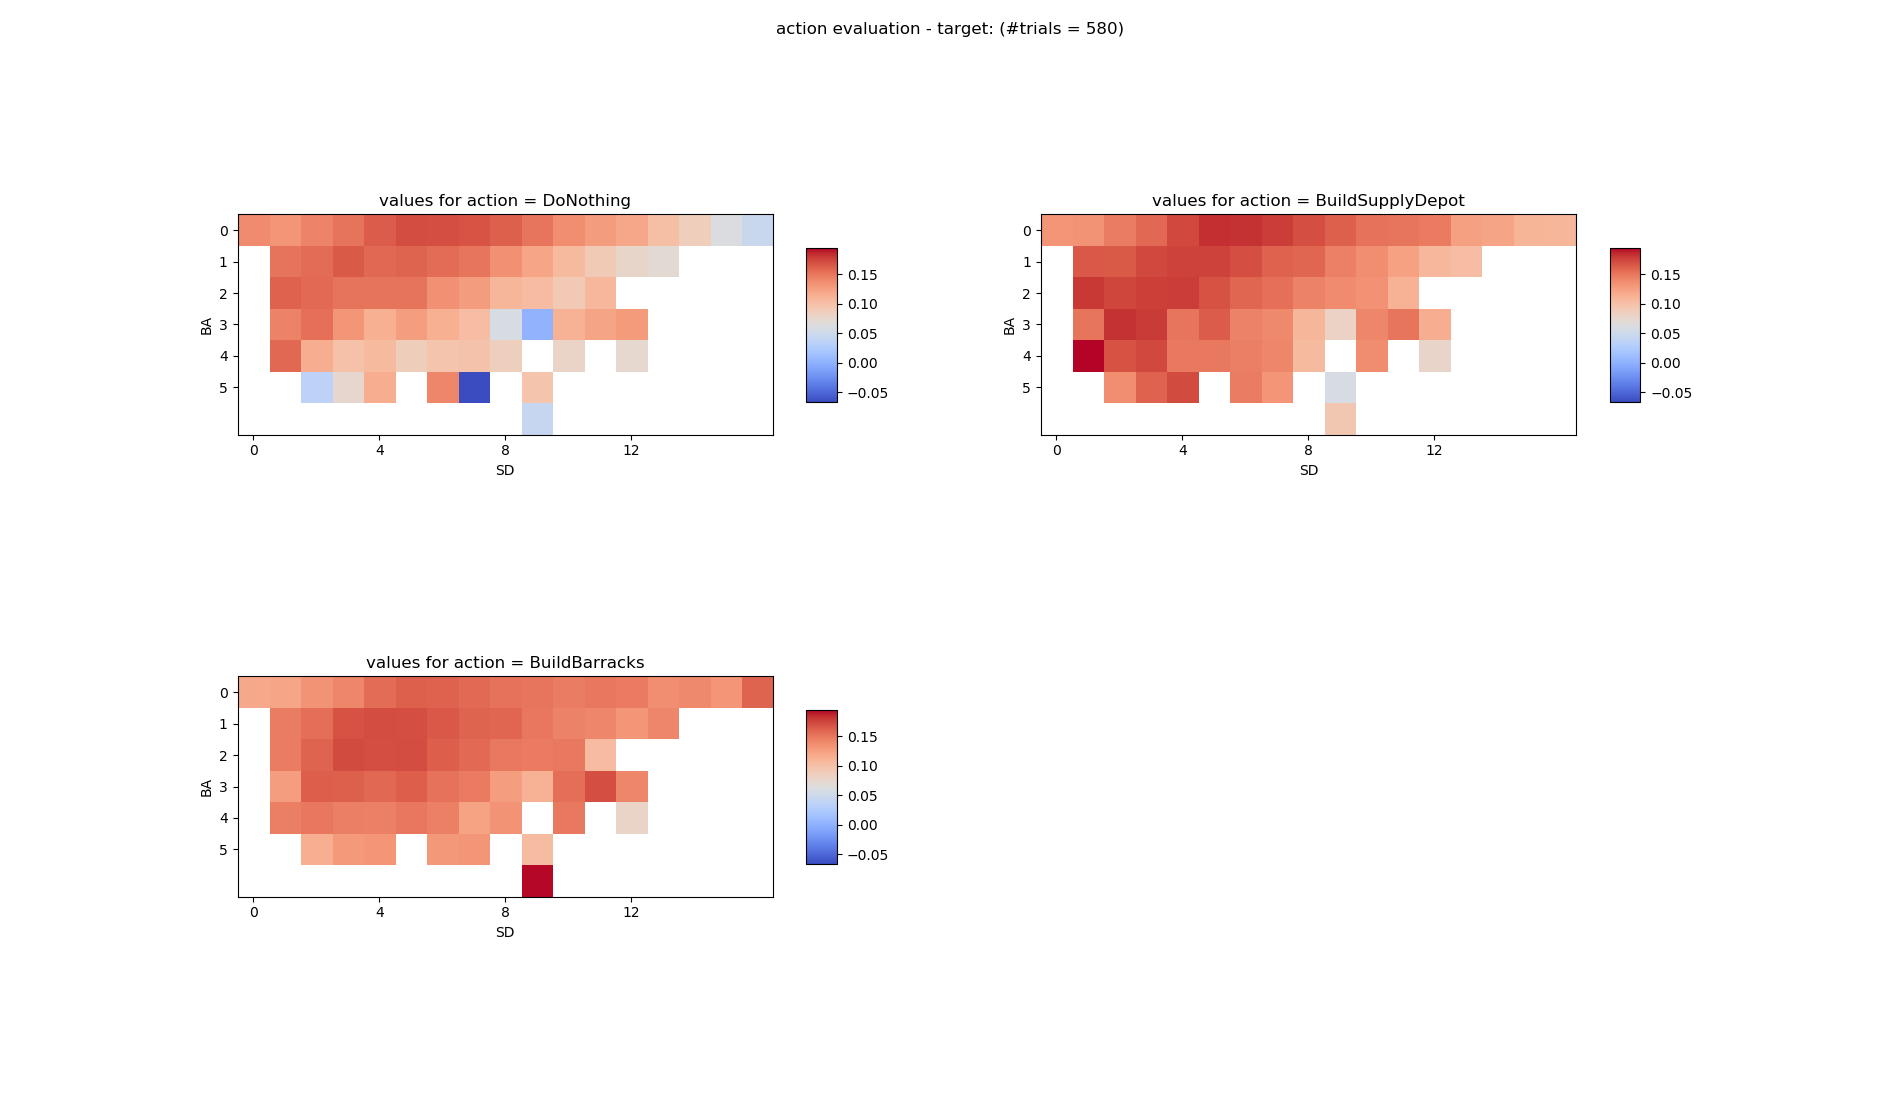 action evaluation - target: (#trials = 580)
values for action = DoNothing
BA
0
1
2
3
4
5
0 4 8 12
SD
0.15
0.10
0.05
0.00
−0.05
values for action = BuildSupplyDepot
BA
0
1
2
3
4
5
0 4 8 12
SD
0.15
0.10
0.05
0.00
−0.05
values for action = BuildBarracks
BA
0
1
2
3
4
5
0 4 8 12
SD
0.15
0.10
0.05
0.00
−0.05